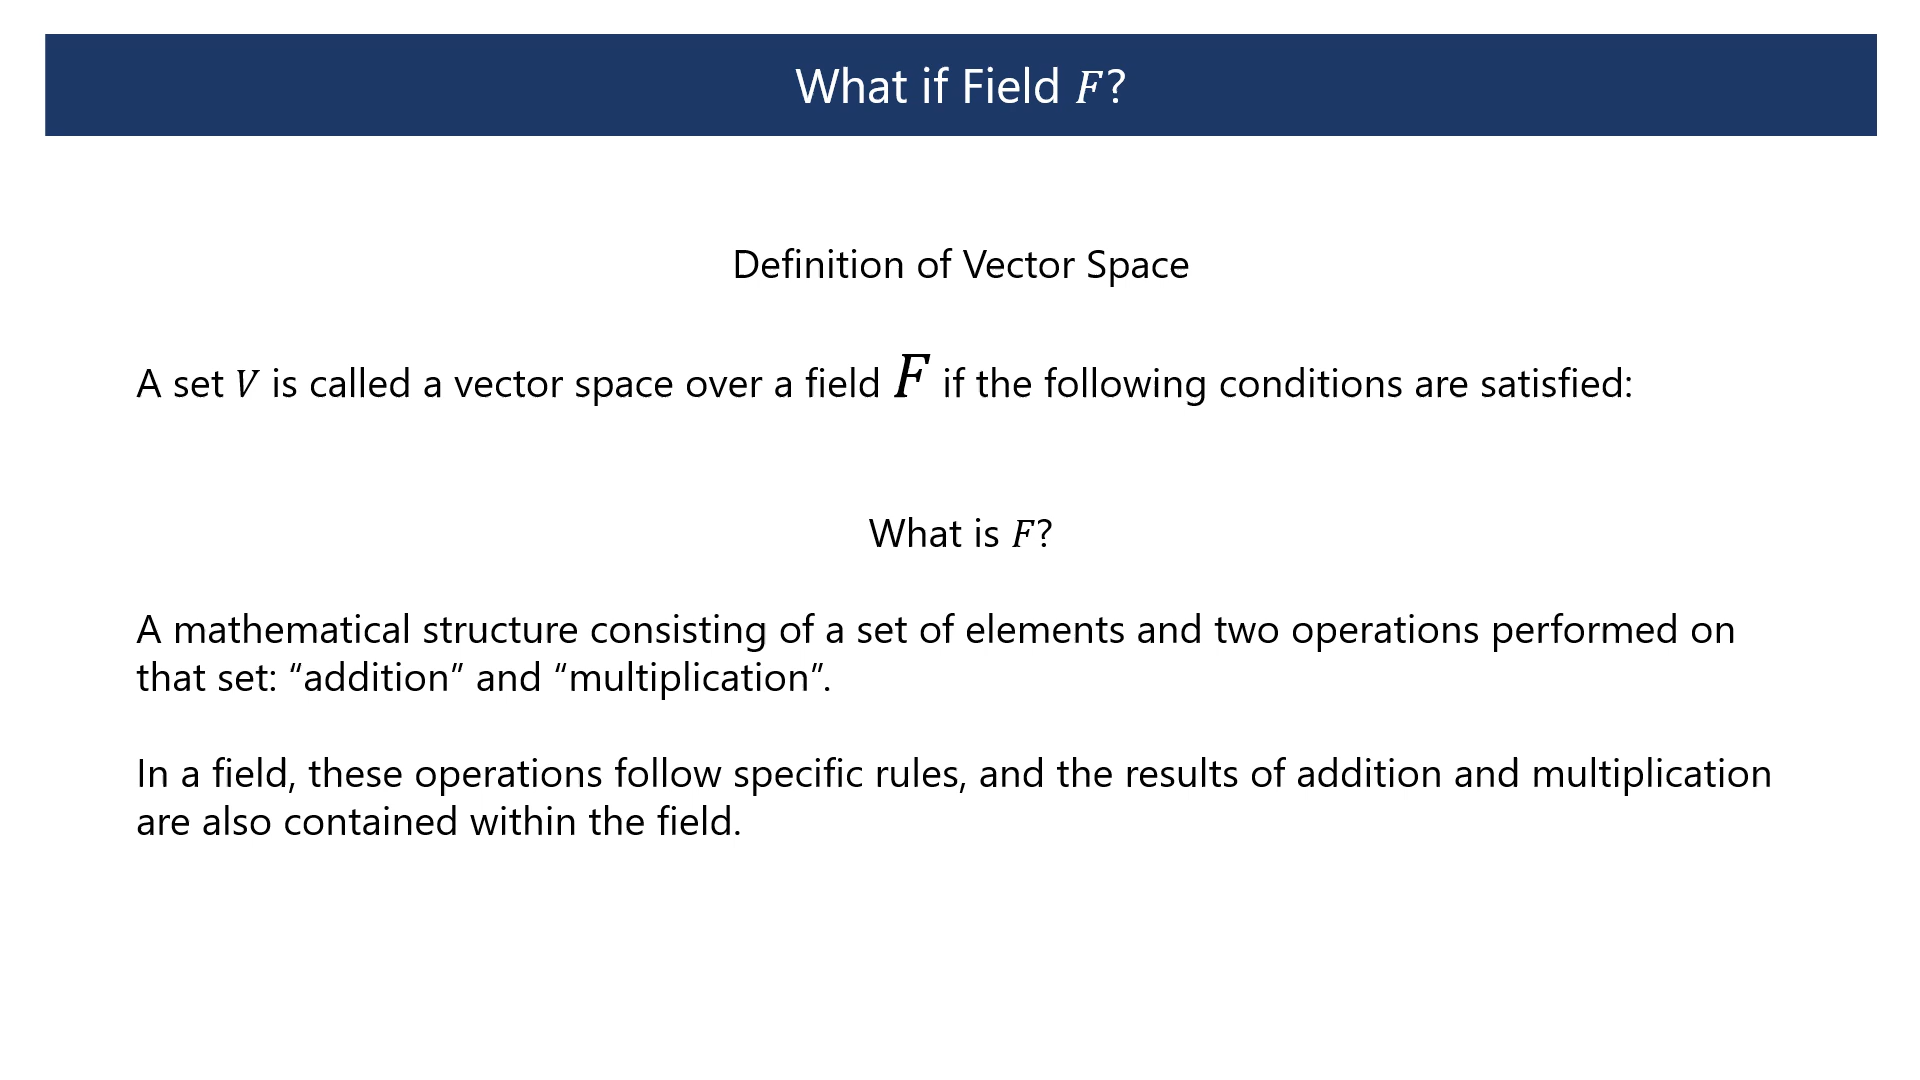 What if Field F?
Definition of Vector Space
A set V is called a vector space over a field F if the following conditions are satisfied:
What is F?
A mathematical structure consisting of a set of elements and two operations performed on
that set: “addition” and “multiplication”.
In a field, these operations follow specific rules, and the results of addition and multiplication
are also contained within the field.